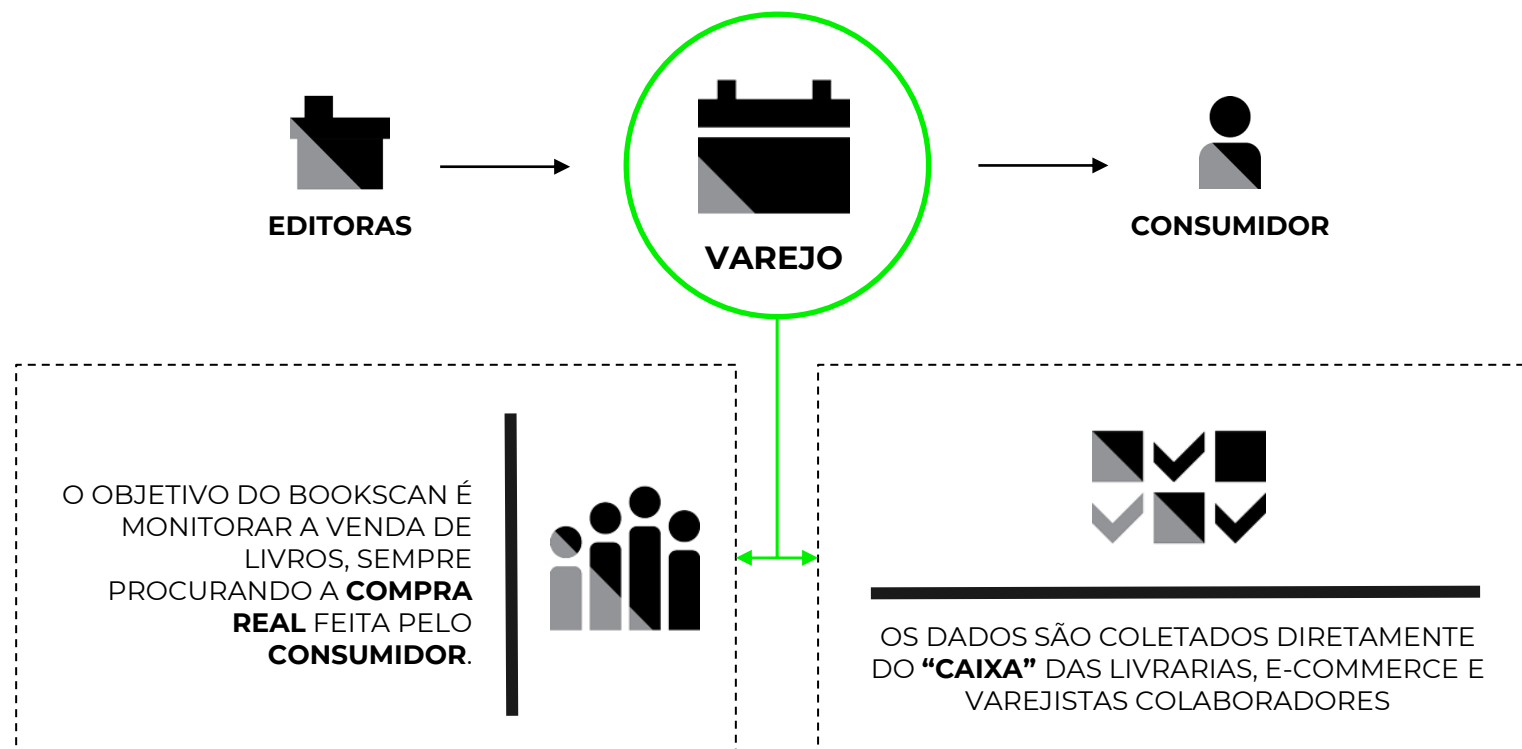 EDITORAS
VAREJO
CONSUMIDOR
O OBJETIVO DO BOOKSCAN É
MONITORAR A VENDA DE
LIVROS, SEMPRE
PROCURANDO A COMPRA
REAL FEITA PELO
CONSUMIDOR.
OS DADOS SÃO COLETADOS DIRETAMENTE
DO “CAIXA” DAS LIVRARIAS, E-COMMERCE E
VAREJISTAS COLABORADORES